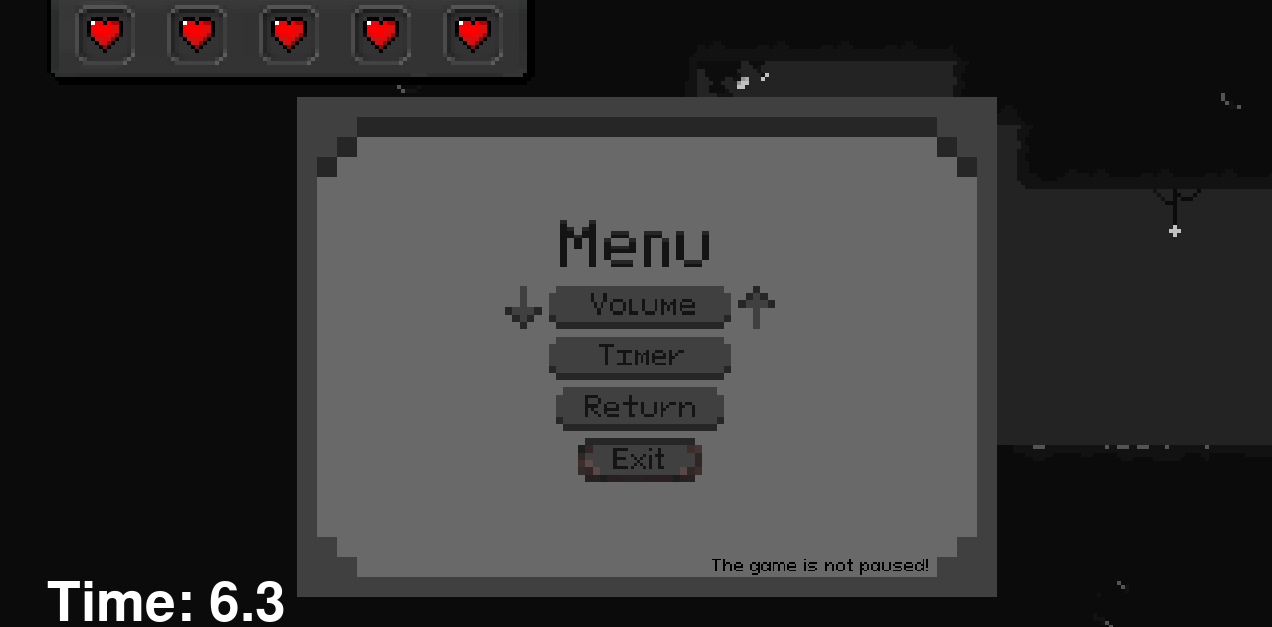 Menu
Volume
Timer
Return
Exit
The game is not paused!
Time: 6.3